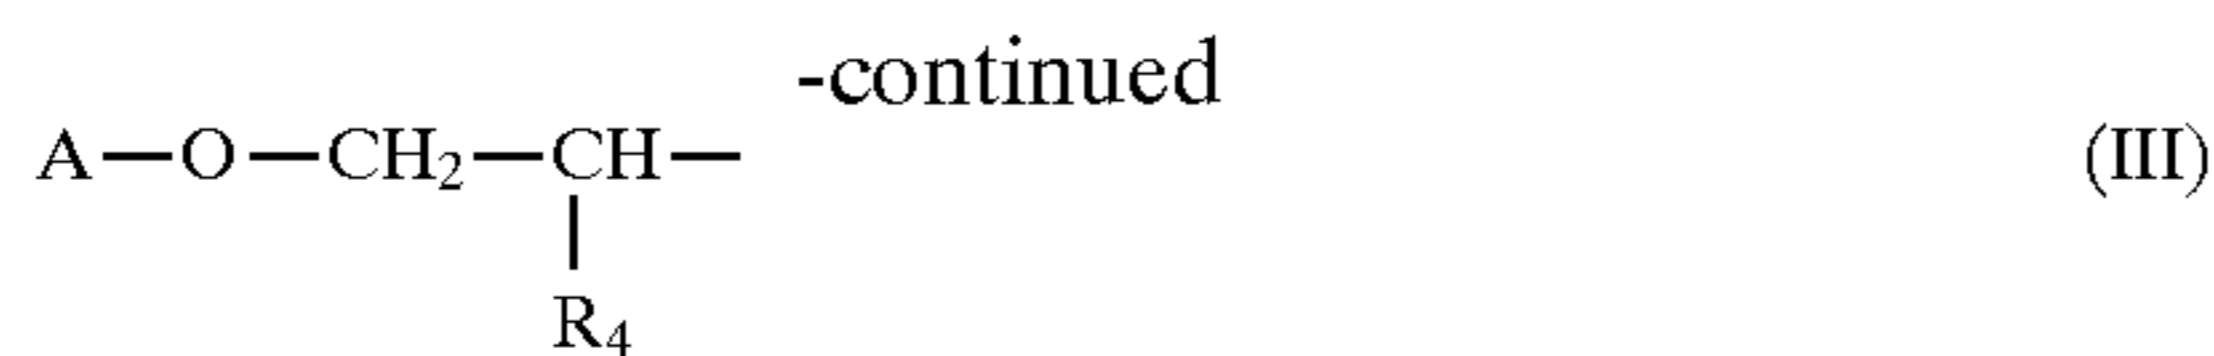 -continued
A—O—CH₂—CH— (III)
R₄